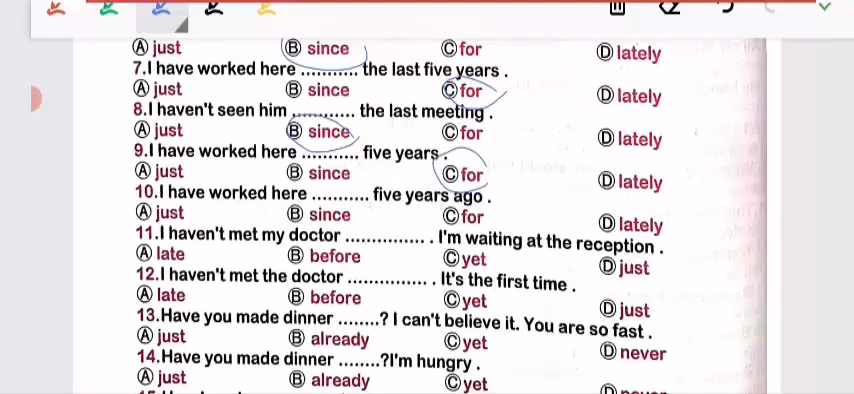 Ⓐ just Ⓑ since Ⓒ for Ⓓ lately
7.I have worked here ........... the last five years .
Ⓐ just Ⓑ since Ⓒ for Ⓓ lately
8.I haven't seen him ............ the last meeting .
Ⓐ just Ⓑ since Ⓒ for Ⓓ lately
9.I have worked here ........... five years .
Ⓐ just Ⓑ since Ⓒ for Ⓓ lately
10.I have worked here ........... five years ago .
Ⓐ just Ⓑ since Ⓒ for Ⓓ lately
11.I haven't met my doctor ................ . I'm waiting at the reception .
Ⓐ late Ⓑ before Ⓒ yet Ⓓ just
12.I haven't met the doctor ................ . It's the first time .
Ⓐ late Ⓑ before Ⓒ yet Ⓓ just
13.Have you made dinner ........? I can't believe it. You are so fast .
Ⓐ just Ⓑ already Ⓒ yet Ⓓ never
14.Have you made dinner ........?I'm hungry .
Ⓐ just Ⓑ already Ⓒ yet